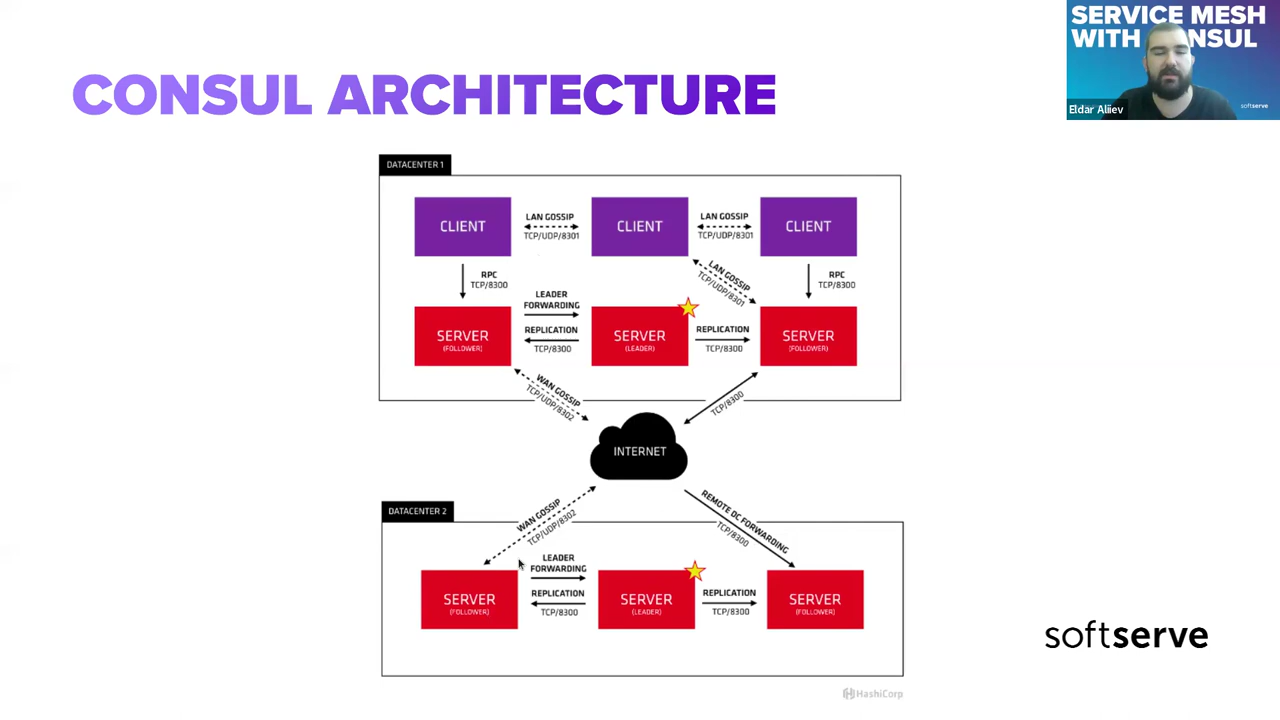 SERVICE MESH
WITH CONSUL
Eldar Aliiev
softserve
CONSUL ARCHITECTURE
DATACENTER 1
CLIENT
LAN GOSSIP
TCP/UDP/8301
CLIENT
LAN GOSSIP
TCP/UDP/8301
CLIENT
RPC
TCP/8300
LAN GOSSIP
TCP/UDP/8301
RPC
TCP/8300
LEADER
FORWARDING
SERVER
(FOLLOWER)
REPLICATION
TCP/8300
SERVER
(LEADER)
REPLICATION
TCP/8300
SERVER
(FOLLOWER)
WAN GOSSIP
TCP/UDP/8302
TCP/8300
INTERNET
DATACENTER 2
WAN GOSSIP
TCP/UDP/8302
REMOTE DC FORWARDING
TCP/8300
LEADER
FORWARDING
SERVER
(FOLLOWER)
REPLICATION
TCP/8300
SERVER
(LEADER)
REPLICATION
TCP/8300
SERVER
(FOLLOWER)
softserve
HashiCorp